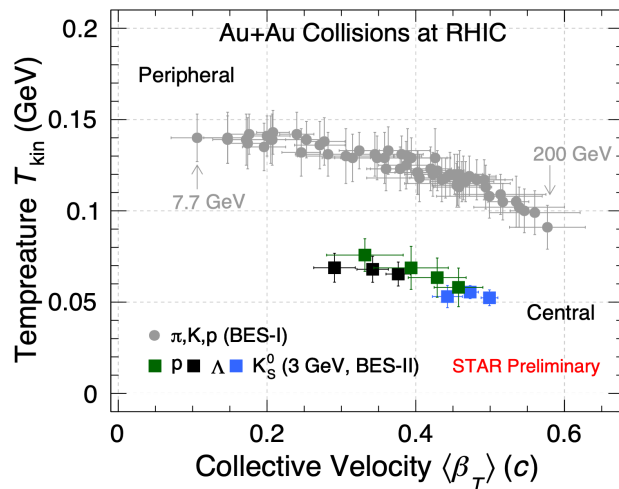 Au+Au Collisions at RHIC
Peripheral
200 GeV
7.7 GeV
Central
π,K,p (BES-I)
p Λ K⁰_S (3 GeV, BES-II)
STAR Preliminary
Tempreature T_kin (GeV)
0.2
0.15
0.1
0.05
0
0 0.2 0.4 0.6
Collective Velocity ⟨β_T⟩ (c)